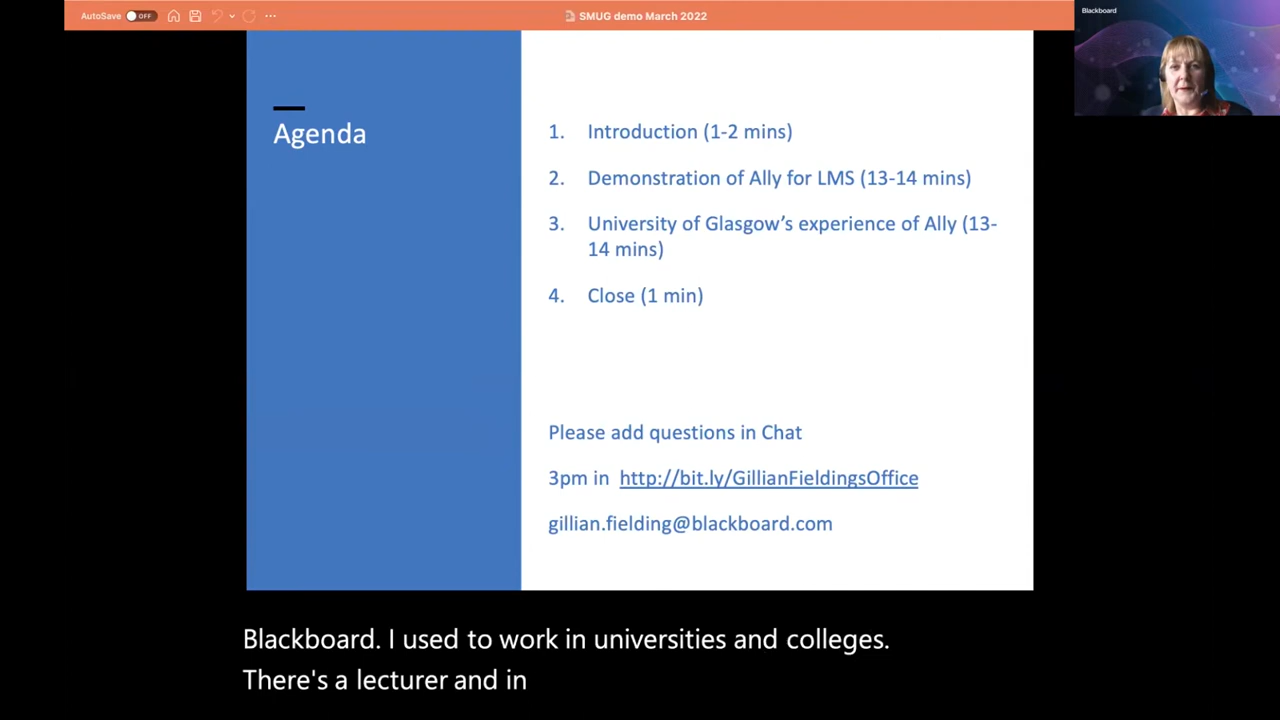 AutoSave OFF
SMUG demo March 2022
Blackboard
Agenda
1. Introduction (1-2 mins)
2. Demonstration of Ally for LMS (13-14 mins)
3. University of Glasgow’s experience of Ally (13-
14 mins)
4. Close (1 min)
Please add questions in Chat
3pm in http://bit.ly/GillianFieldingsOffice
gillian.fielding@blackboard.com
Blackboard. I used to work in universities and colleges.
There's a lecturer and in